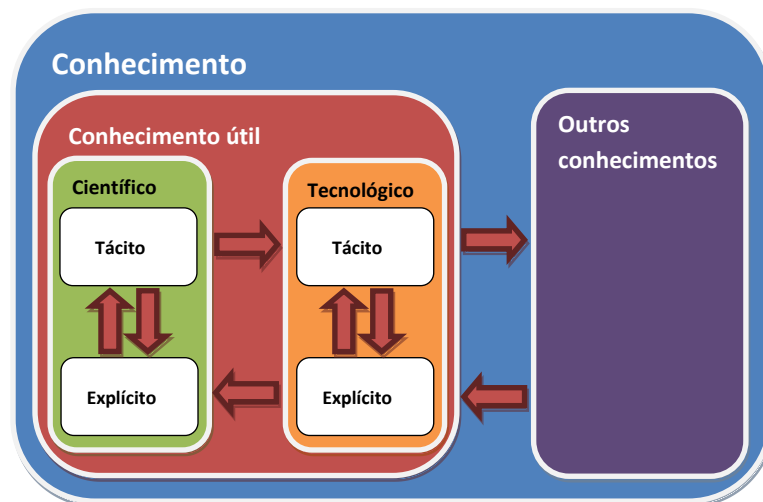 Conhecimento
Conhecimento útil
Científico
Tácito
Explícito
Tecnológico
Tácito
Explícito
Outros
conhecimentos